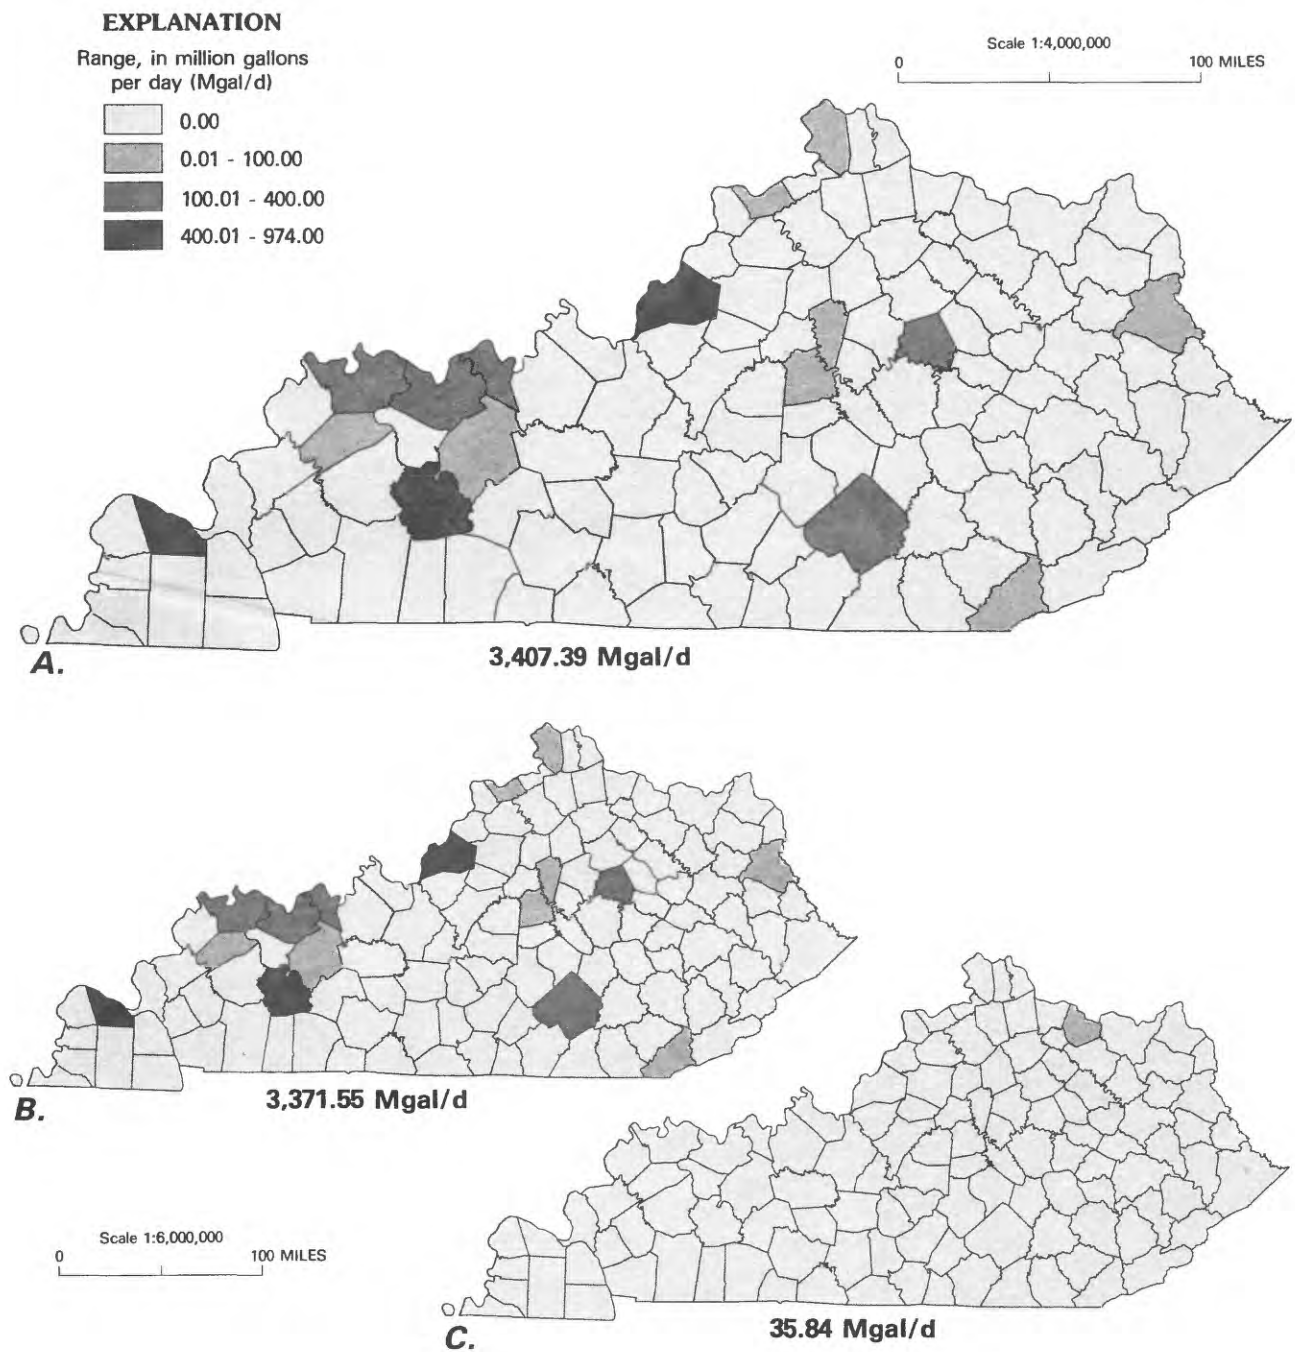 EXPLANATION
Range, in million gallons
per day (Mgal/d)
0.00
0.01 - 100.00
100.01 - 400.00
400.01 - 974.00
Scale 1:4,000,000
0 100 MILES
A.
3,407.39 Mgal/d
B.
3,371.55 Mgal/d
Scale 1:6,000,000
0 100 MILES
C.
35.84 Mgal/d